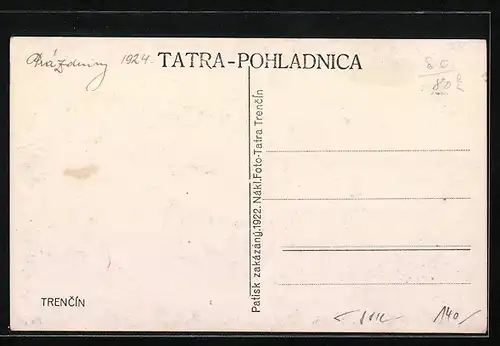 Prázdniny 1924.
TATRA-POHLADNICA
Patisk zakázaný.1922. Nákl.Foto-Tatra Trenčín
TRENČÍN
140/